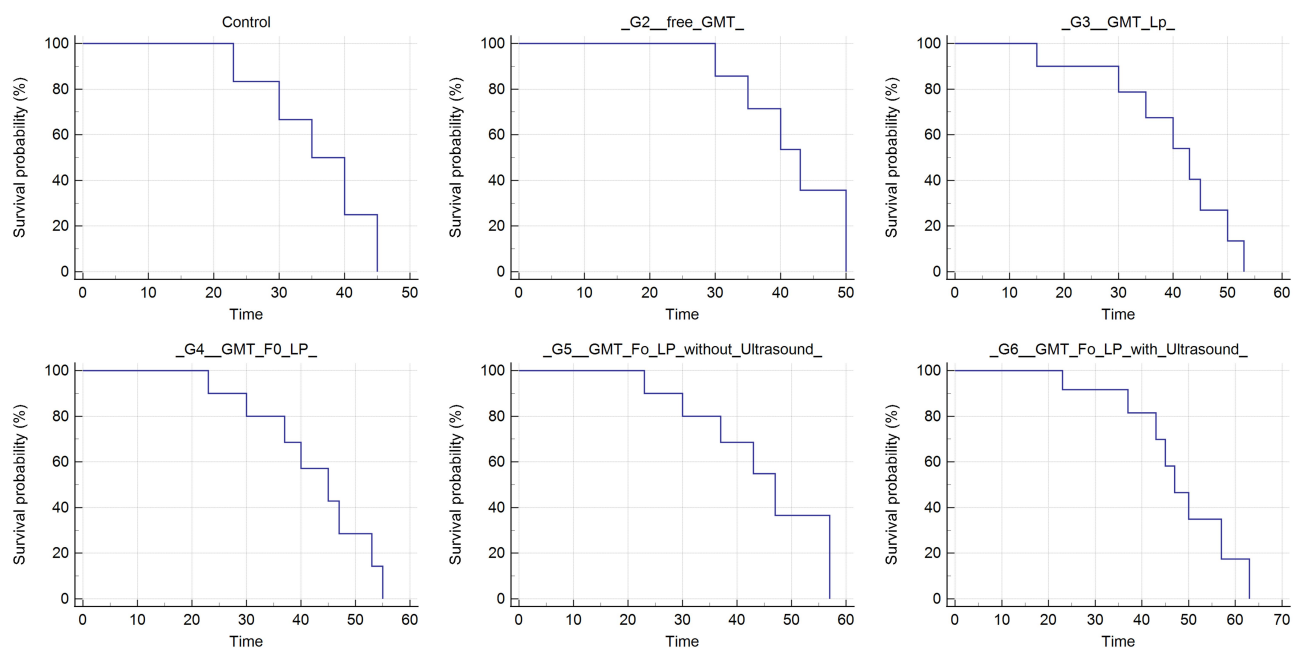 Control
Survival probability (%)
100
80
60
40
20
0
0 10 20 30 40 50
Time
_G2__free_GMT_
Survival probability (%)
100
80
60
40
20
0
0 10 20 30 40 50
Time
_G3__GMT_Lp_
Survival probability (%)
100
80
60
40
20
0
0 10 20 30 40 50 60
Time
_G4__GMT_F0_LP_
Survival probability (%)
100
80
60
40
20
0
0 10 20 30 40 50 60
Time
_G5__GMT_Fo_LP_without_Ultrasound_
Survival probability (%)
100
80
60
40
20
0
0 10 20 30 40 50 60
Time
_G6__GMT_Fo_LP_with_Ultrasound_
Survival probability (%)
100
80
60
40
20
0
0 10 20 30 40 50 60 70
Time